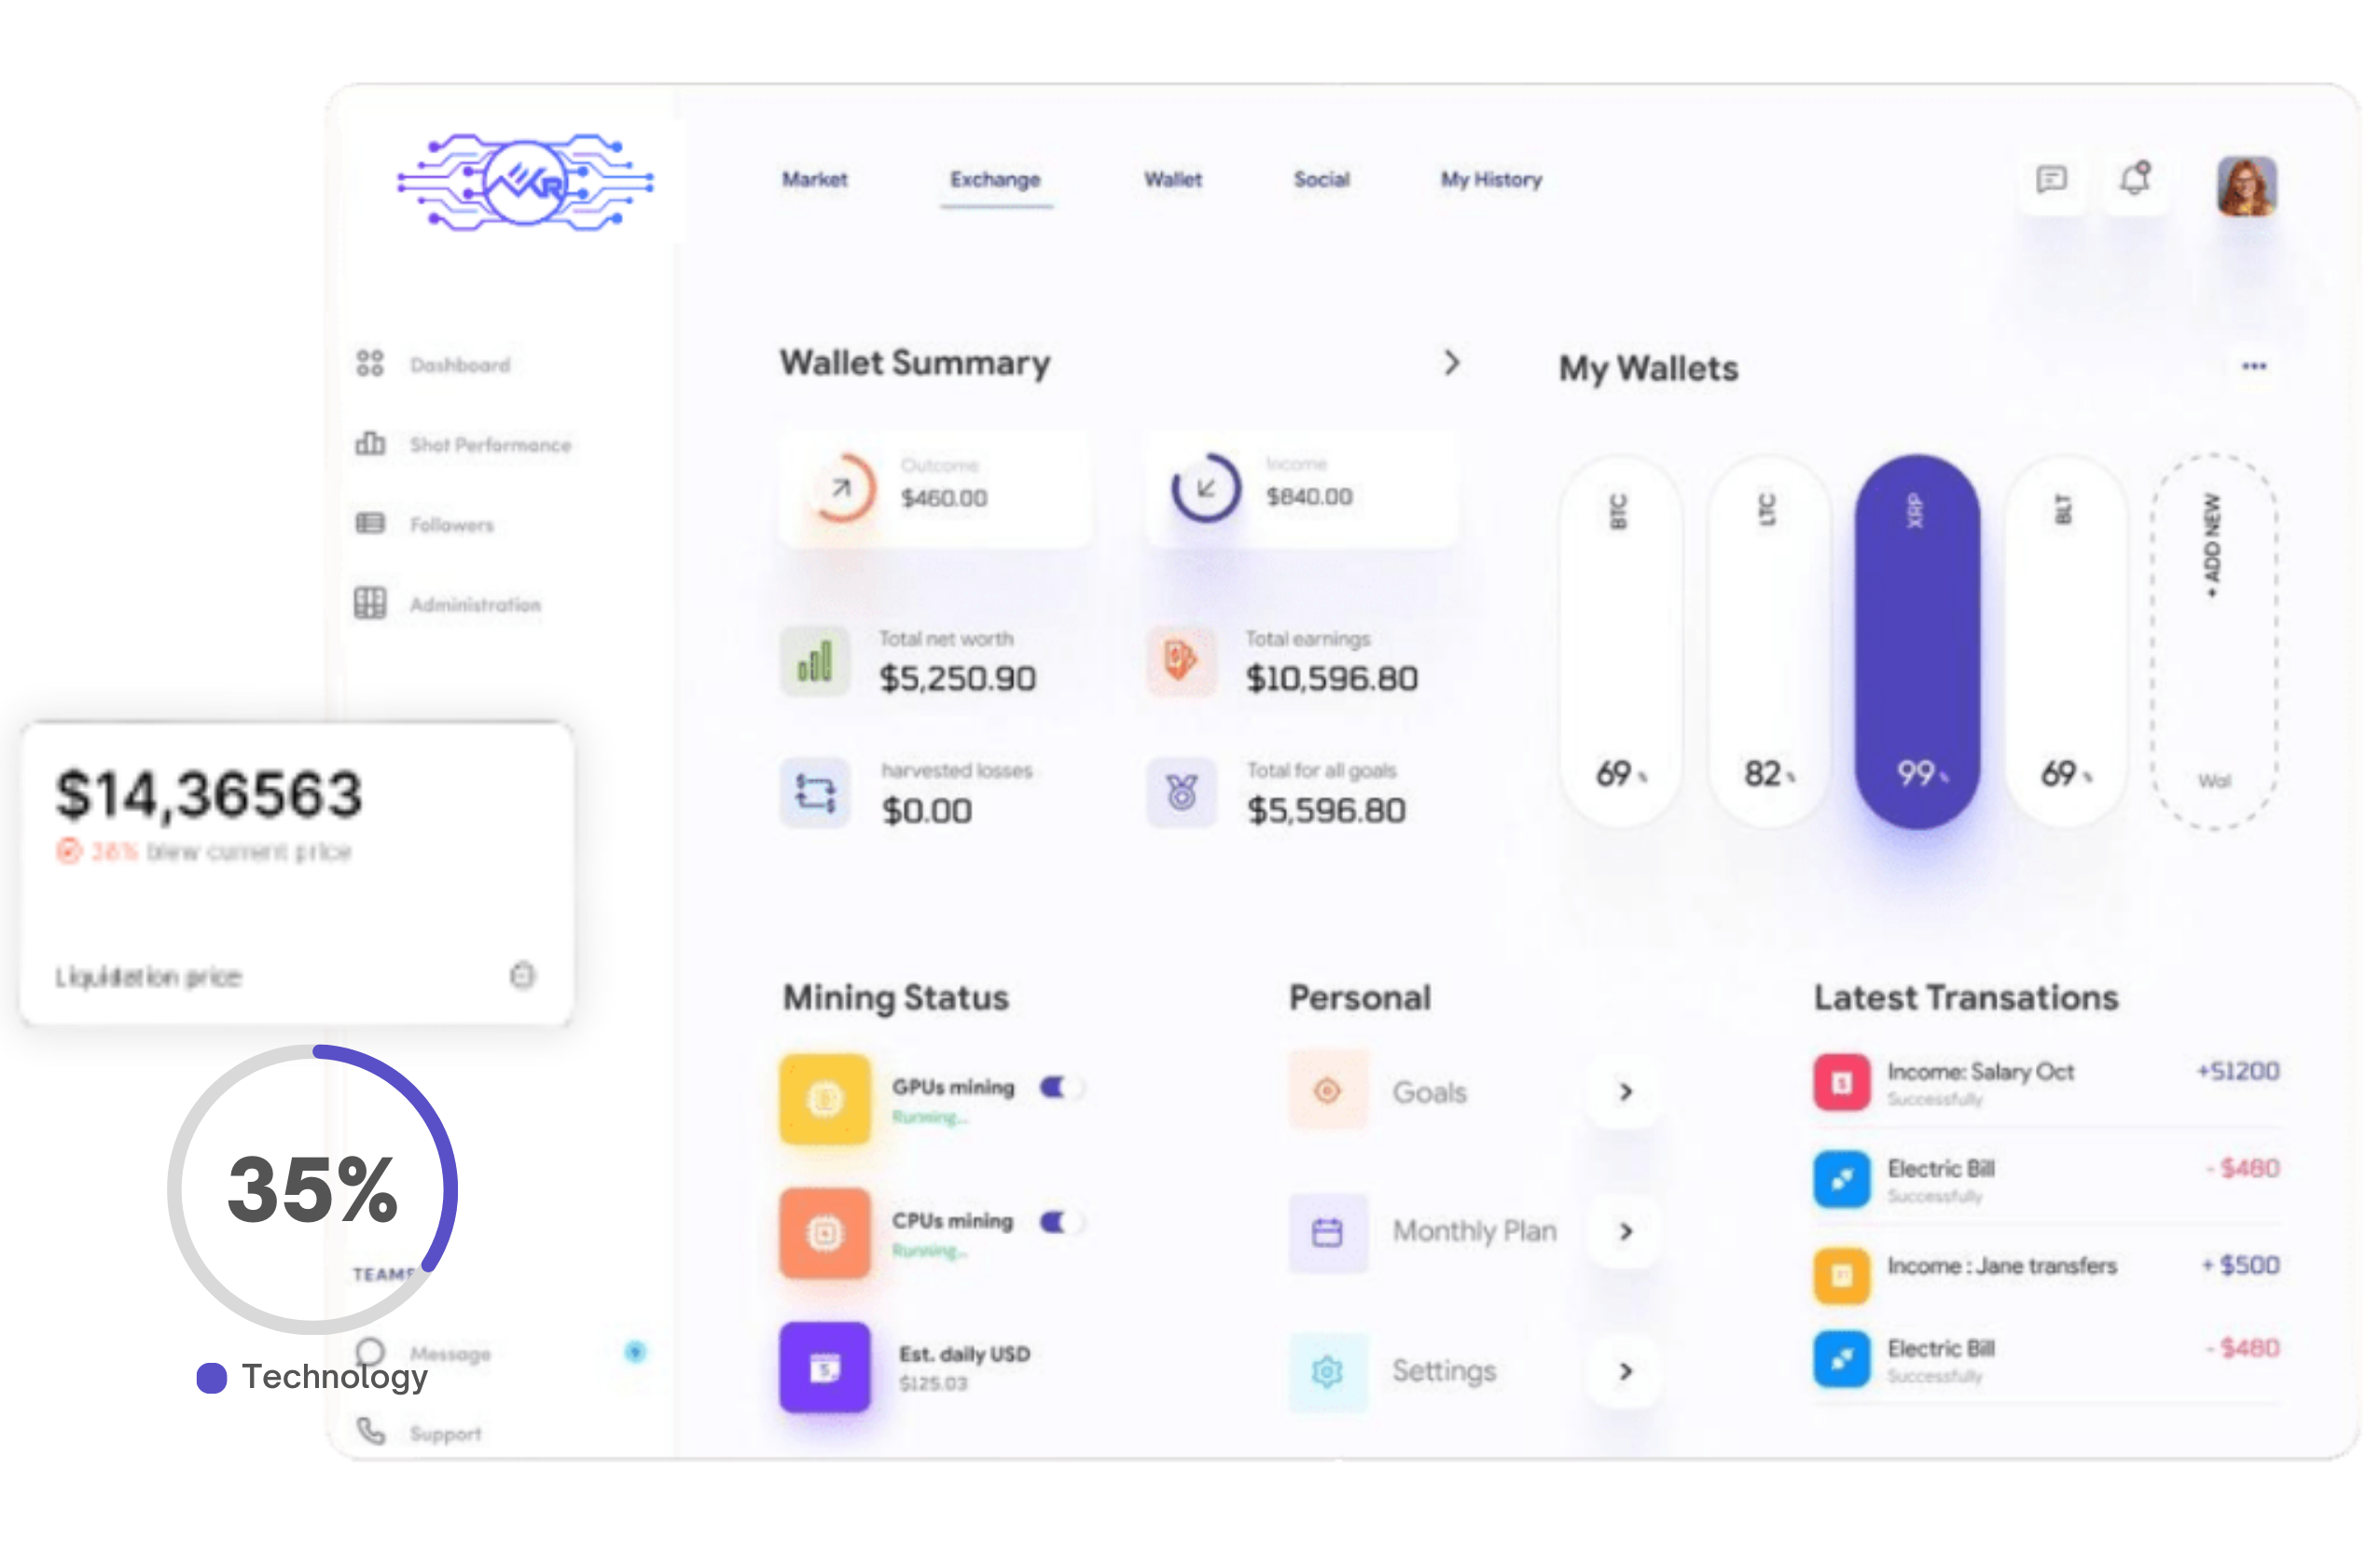 Market Exchange Wallet Social My History
Dashboard
Shot Performance
Followers
Administration
$14,36563
38% blew current price
Liquidation price
35%
Technology
TEAMS
Message
Support
Wallet Summary
Outcome
$460.00
Income
$840.00
Total net worth
$5,250.90
Total earnings
$10,596.80
harvested losses
$0.00
Total for all goals
$5,596.80
My Wallets
BTC
69 %
LTC
82 %
XRP
99 %
BLT
69 %
+ ADD NEW
Wal
Mining Status
GPUs mining
Running...
CPUs mining
Running...
Est. daily USD
$125.03
Personal
Goals
Monthly Plan
Settings
Latest Transations
Income: Salary Oct +$1200
Successfully
Electric Bill - $480
Successfully
Income : Jane transfers + $500
Electric Bill - $480
Successfully